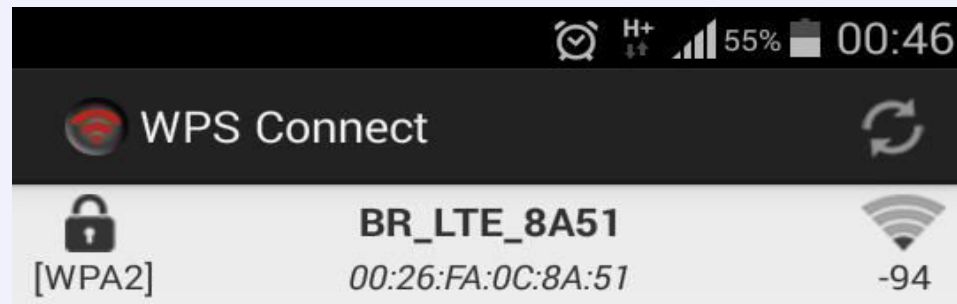 H+ 55% 00:46
WPS Connect
BR_LTE_8A51
[WPA2] 00:26:FA:0C:8A:51 -94